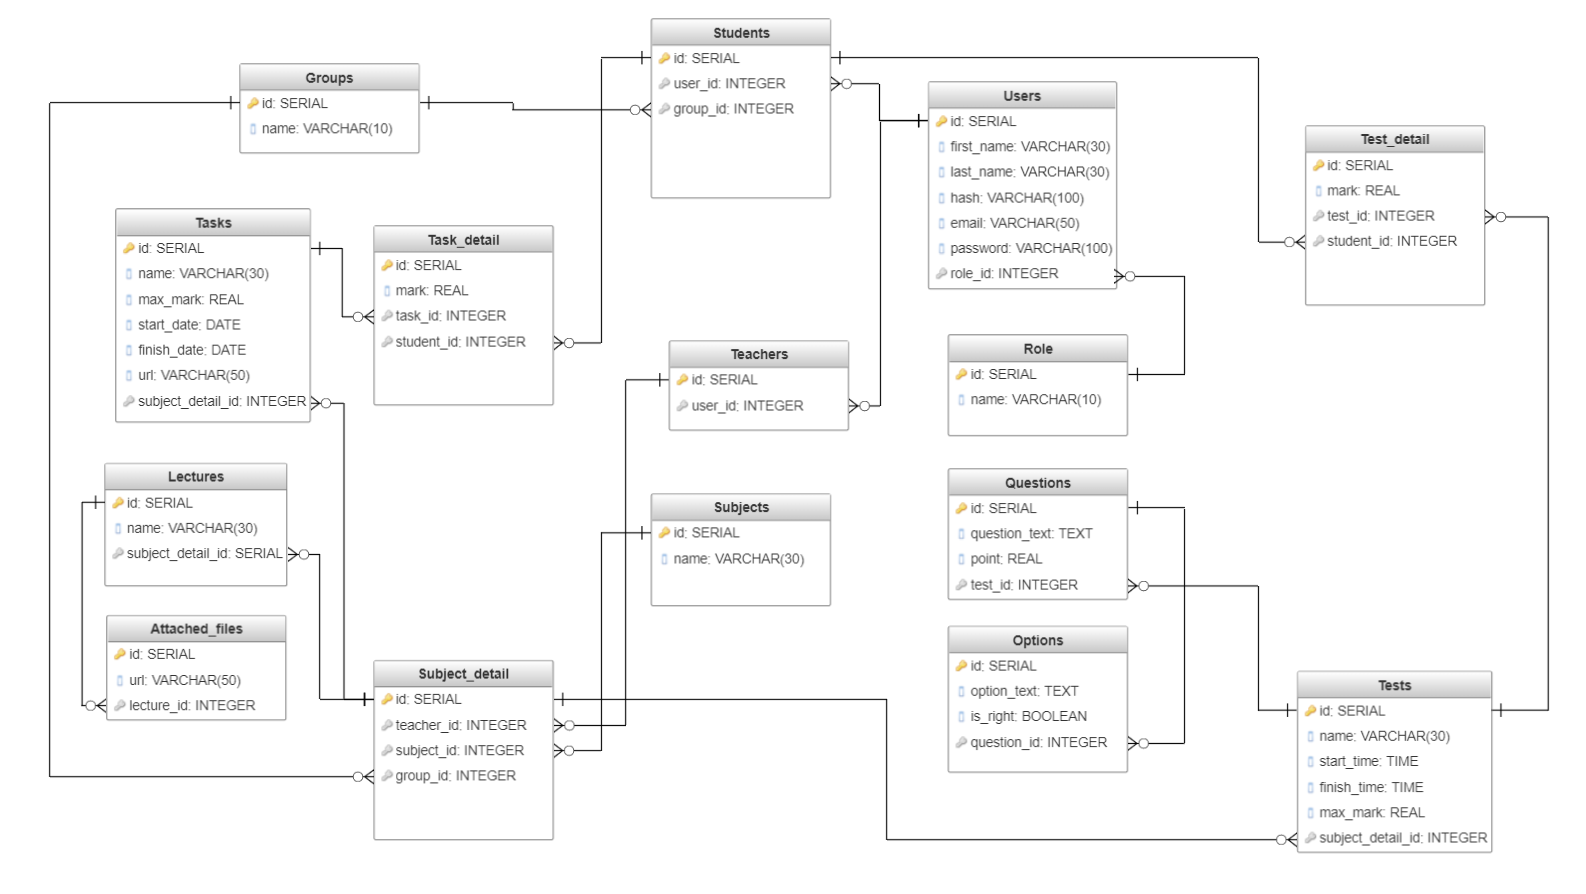 Students
id: SERIAL
user_id: INTEGER
group_id: INTEGER
Groups
id: SERIAL
name: VARCHAR(10)
Users
id: SERIAL
first_name: VARCHAR(30)
last_name: VARCHAR(30)
hash: VARCHAR(100)
email: VARCHAR(50)
password: VARCHAR(100)
role_id: INTEGER
Test_detail
id: SERIAL
mark: REAL
test_id: INTEGER
student_id: INTEGER
Tasks
id: SERIAL
name: VARCHAR(30)
max_mark: REAL
start_date: DATE
finish_date: DATE
url: VARCHAR(50)
subject_detail_id: INTEGER
Task_detail
id: SERIAL
mark: REAL
task_id: INTEGER
student_id: INTEGER
Teachers
id: SERIAL
user_id: INTEGER
Role
id: SERIAL
name: VARCHAR(10)
Lectures
id: SERIAL
name: VARCHAR(30)
subject_detail_id: SERIAL
Subjects
id: SERIAL
name: VARCHAR(30)
Questions
id: SERIAL
question_text: TEXT
point: REAL
test_id: INTEGER
Attached_files
id: SERIAL
url: VARCHAR(50)
lecture_id: INTEGER
Subject_detail
id: SERIAL
teacher_id: INTEGER
subject_id: INTEGER
group_id: INTEGER
Options
id: SERIAL
option_text: TEXT
is_right: BOOLEAN
question_id: INTEGER
Tests
id: SERIAL
name: VARCHAR(30)
start_time: TIME
finish_time: TIME
max_mark: REAL
subject_detail_id: INTEGER